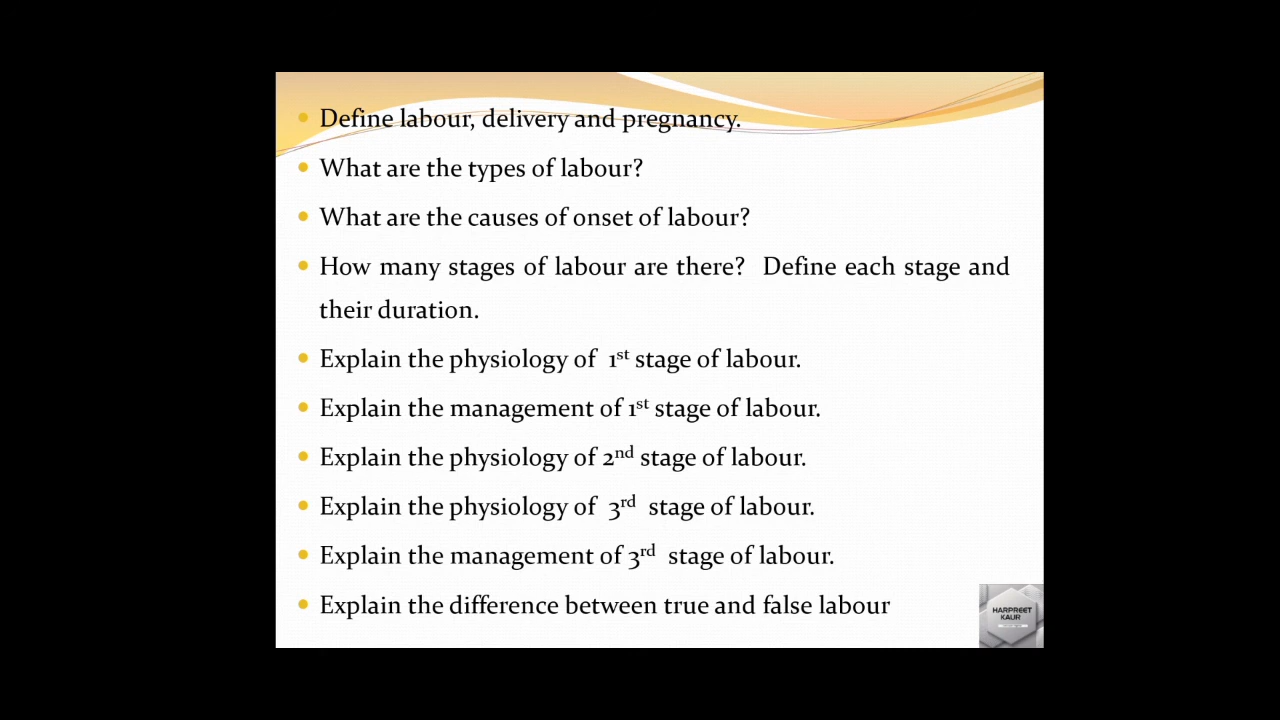 Define labour, delivery and pregnancy.
What are the types of labour?
What are the causes of onset of labour?
How many stages of labour are there? Define each stage and
their duration.
Explain the physiology of 1st stage of labour.
Explain the management of 1st stage of labour.
Explain the physiology of 2nd stage of labour.
Explain the physiology of 3rd stage of labour.
Explain the management of 3rd stage of labour.
Explain the difference between true and false labour
HARPREET
KAUR